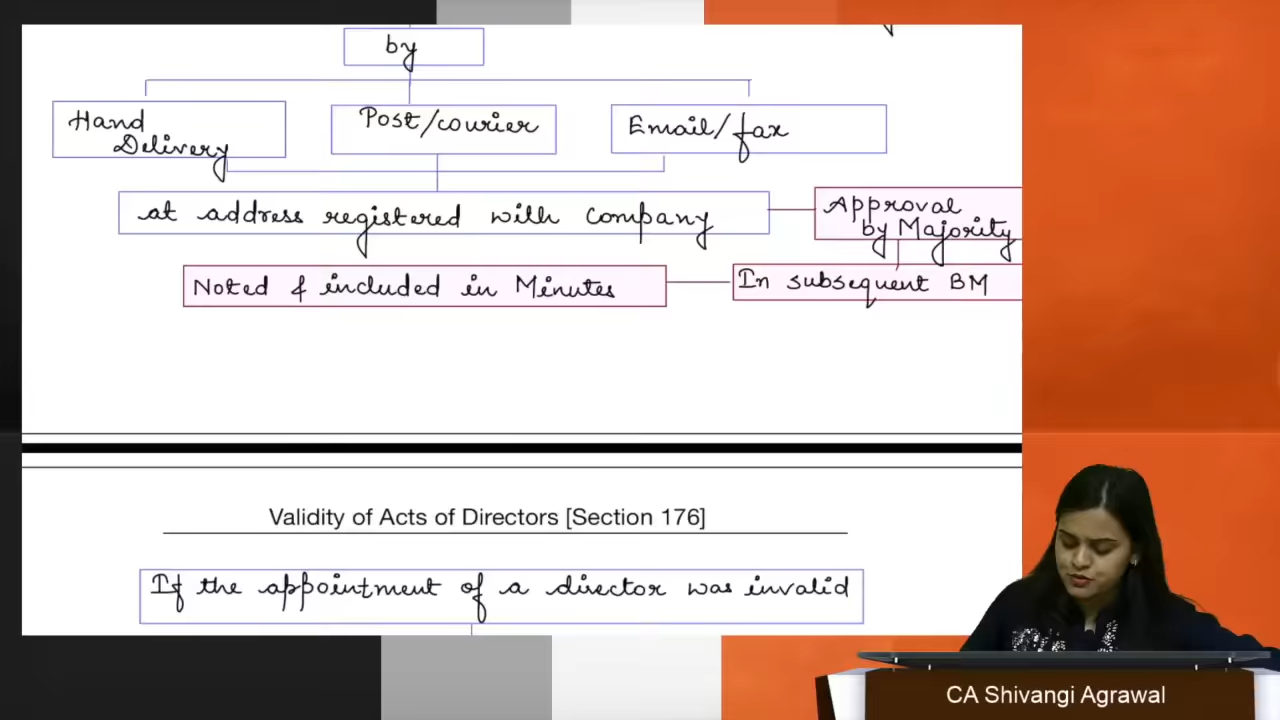 by
Hand
Delivery
Post/courier
Email/fax
at address registered with company
Approval
by Majority
Noted & included in Minutes
In subsequent BM
Validity of Acts of Directors [Section 176]
If the appointment of a director was invalid
CA Shivangi Agrawal